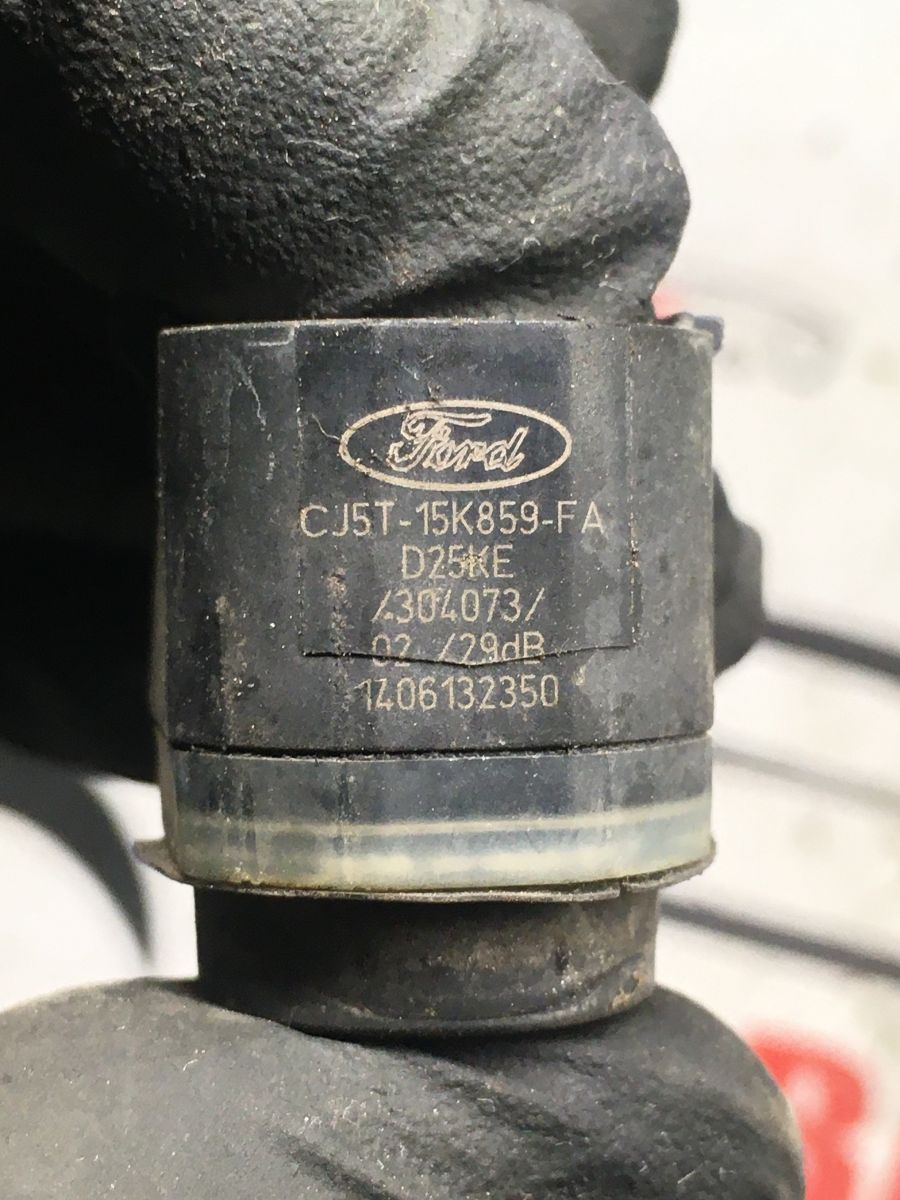 Ford
CJ5T-15K859-FA
D25KE
/304073/
02 /29dB
1406132350